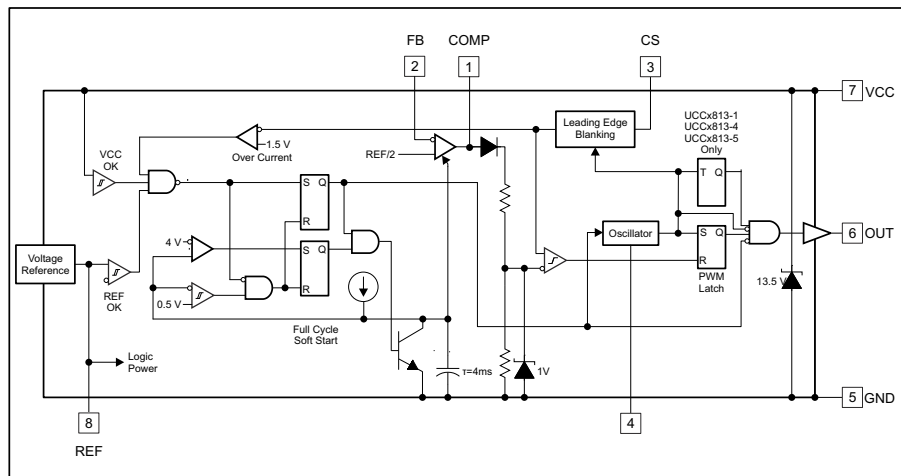 FB
COMP
CS
2
1
3
7
VCC
UCCx813-1
UCCx813-4
UCCx813-5
Only
Leading Edge
Blanking
1.5 V
Over Current
REF/2
VCC
OK
T Q
S Q
R
4 V
S Q
R
0.5 V
Voltage
Reference
REF
OK
Oscillator
S Q
R
PWM
Latch
6
OUT
13.5 V
Full Cycle
Soft Start
Logic
Power
τ=4ms
1V
8
REF
4
5
GND